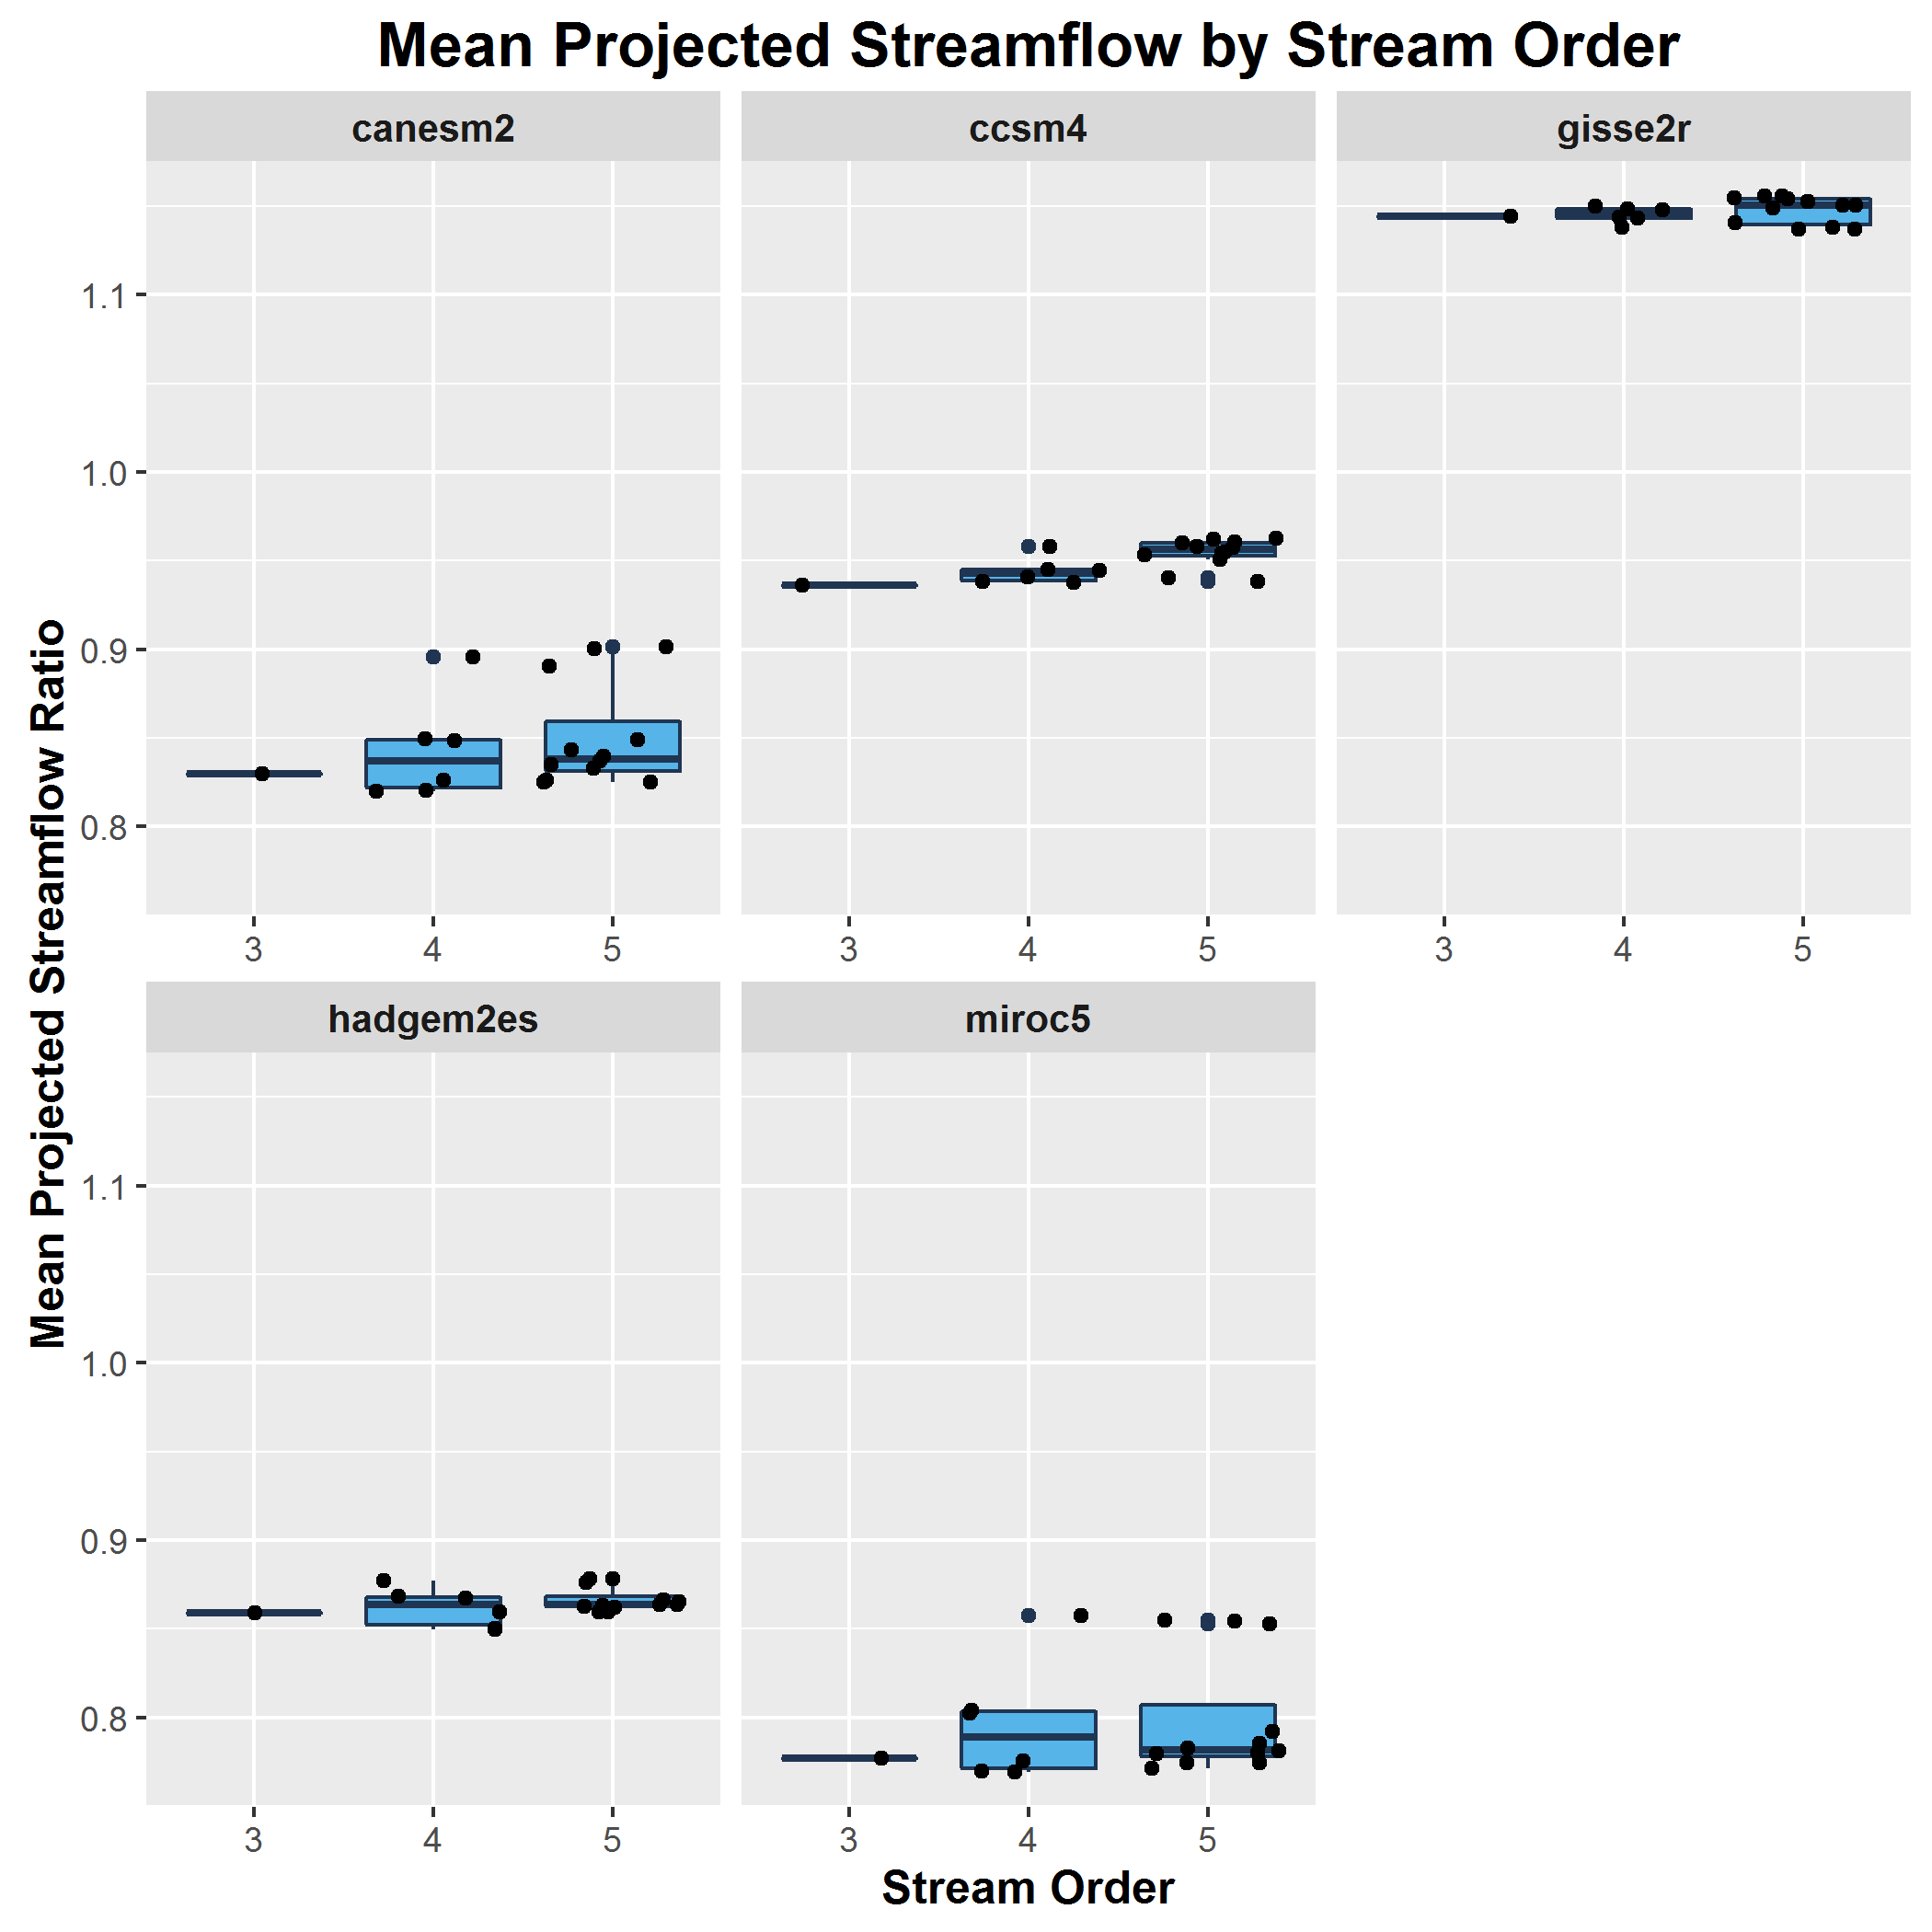 Mean Projected Streamflow by Stream Order
canesm2
ccsm4
gisse2r
1.1
1.0
0.9
0.8
3 4 5
3 4 5
3 4 5
Mean Projected Streamflow Ratio
hadgem2es
miroc5
1.1
1.0
0.9
0.8
3 4 5
3 4 5
Stream Order